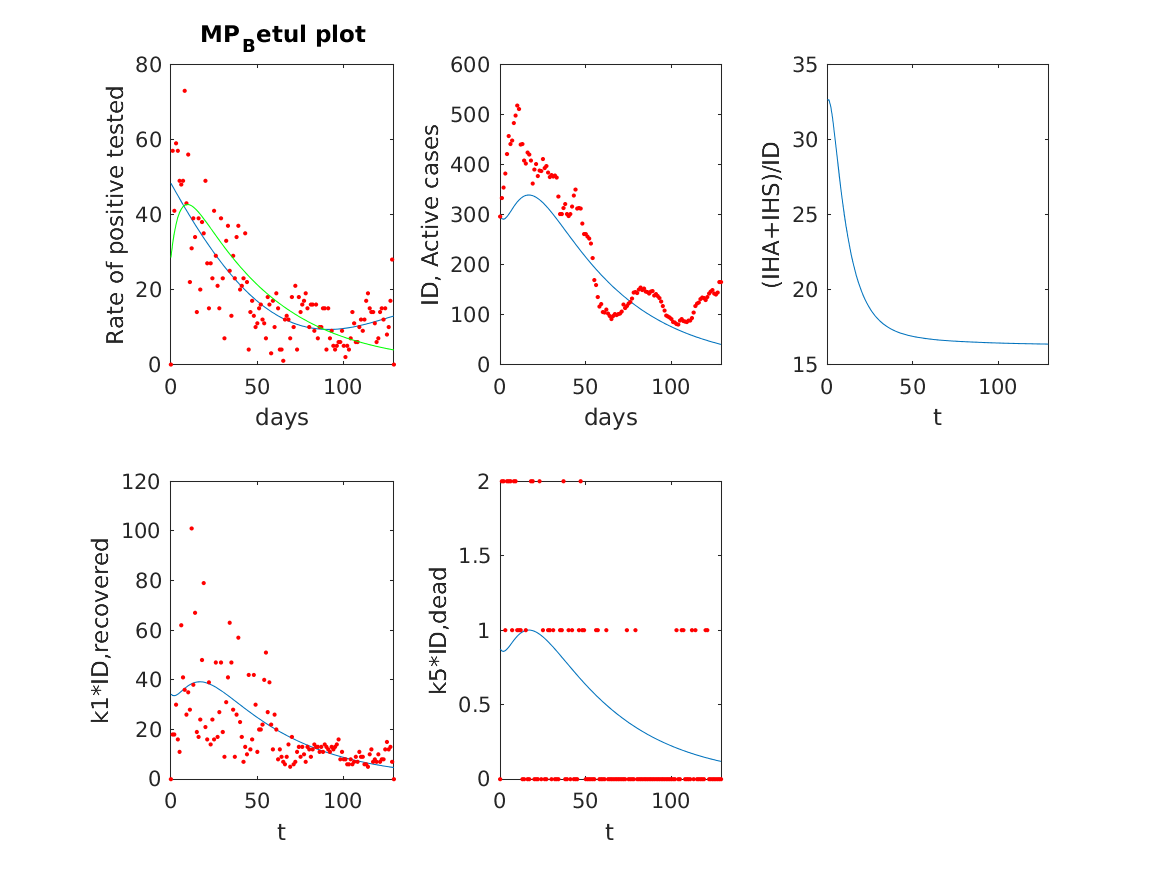 MP_Betul plot
80
60
40
20
0
Rate of positive tested
0 50 100
days
600
500
400
300
200
100
0
ID, Active cases
0 50 100
days
35
30
25
20
15
(IHA+IHS)/ID
0 50 100
t
120
100
80
60
40
20
0
k1*ID,recovered
0 50 100
t
2
1.5
1
0.5
0
k5*ID,dead
0 50 100
t